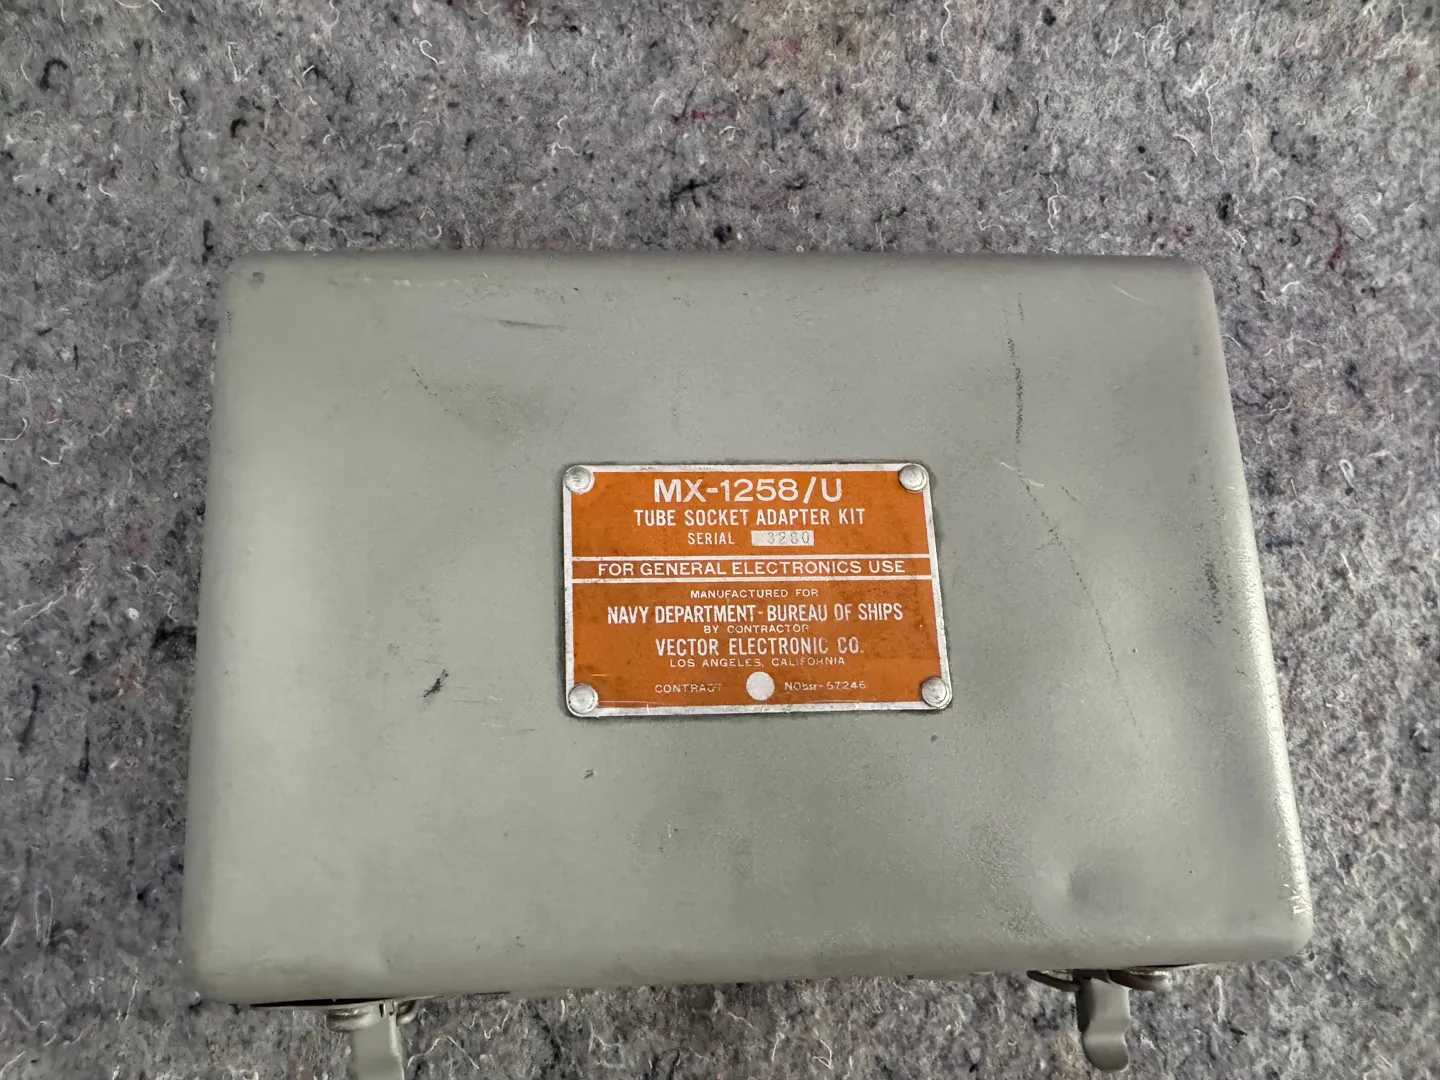 MX-1258/U
TUBE SOCKET ADAPTER KIT
SERIAL 3280
FOR GENERAL ELECTRONICS USE
MANUFACTURED FOR
NAVY DEPARTMENT-BUREAU OF SHIPS
BY CONTRACTOR
VECTOR ELECTRONIC CO.
LOS ANGELES, CALIFORNIA
CONTRACT NObsr-57246